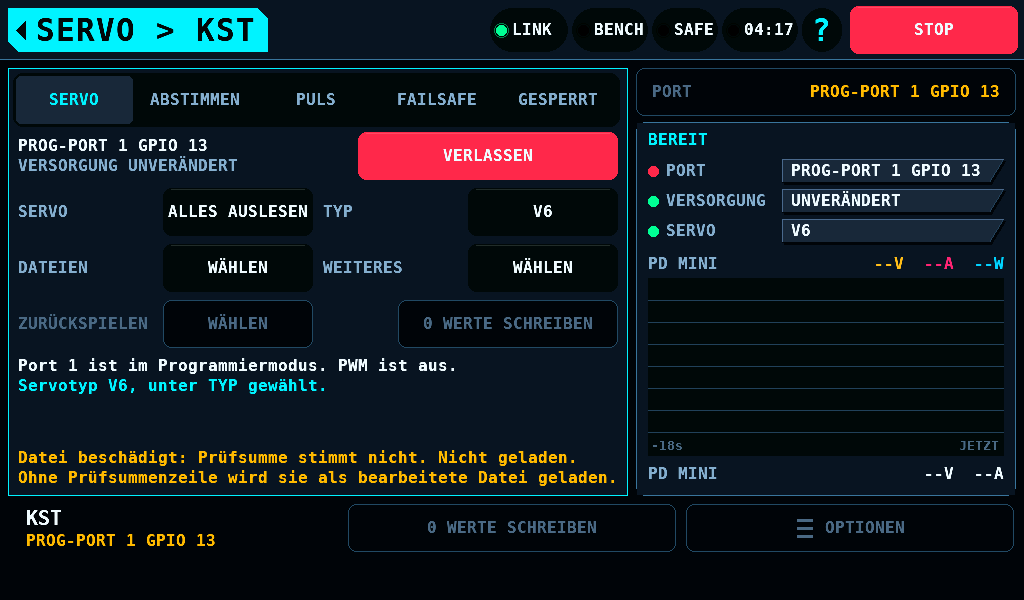 SERVO > KST
LINK
BENCH
SAFE
04:17
?
STOP
SERVO
ABSTIMMEN
PULS
FAILSAFE
GESPERRT
PROG-PORT 1 GPIO 13
VERSORGUNG UNVERÄNDERT
VERLASSEN
SERVO
ALLES AUSLESEN
TYP
V6
DATEIEN
WÄHLEN
WEITERES
WÄHLEN
ZURÜCKSPIELEN
WÄHLEN
0 WERTE SCHREIBEN
Port 1 ist im Programmiermodus. PWM ist aus.
Servotyp V6, unter TYP gewählt.
Datei beschädigt: Prüfsumme stimmt nicht. Nicht geladen.
Ohne Prüfsummenzeile wird sie als bearbeitete Datei geladen.
PORT
PROG-PORT 1 GPIO 13
BEREIT
PORT
PROG-PORT 1 GPIO 13
VERSORGUNG
UNVERÄNDERT
SERVO
V6
PD MINI
--V --A --W
-18s
JETZT
PD MINI
--V --A
KST
PROG-PORT 1 GPIO 13
0 WERTE SCHREIBEN
OPTIONEN